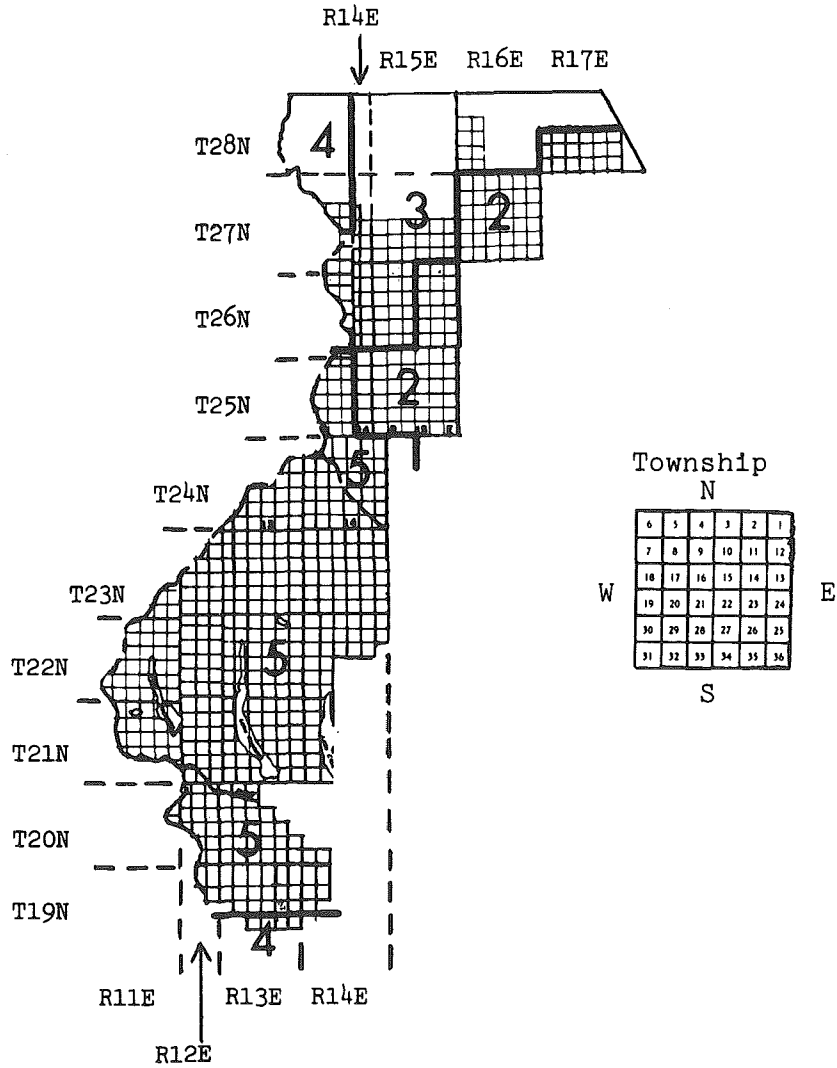 R14E
R15E R16E R17E
T28N
4
3
2
T27N
T26N
2
T25N
5
T24N
Township
N
6 5 4 3 2 1
7 8 9 10 11 12
W
18 17 16 15 14 13
E
19 20 21 22 23 24
30 29 28 27 26 25
31 32 33 34 35 36
S
T23N
5
T22N
T21N
5
T20N
T19N
4
R11E R13E R14E
R12E